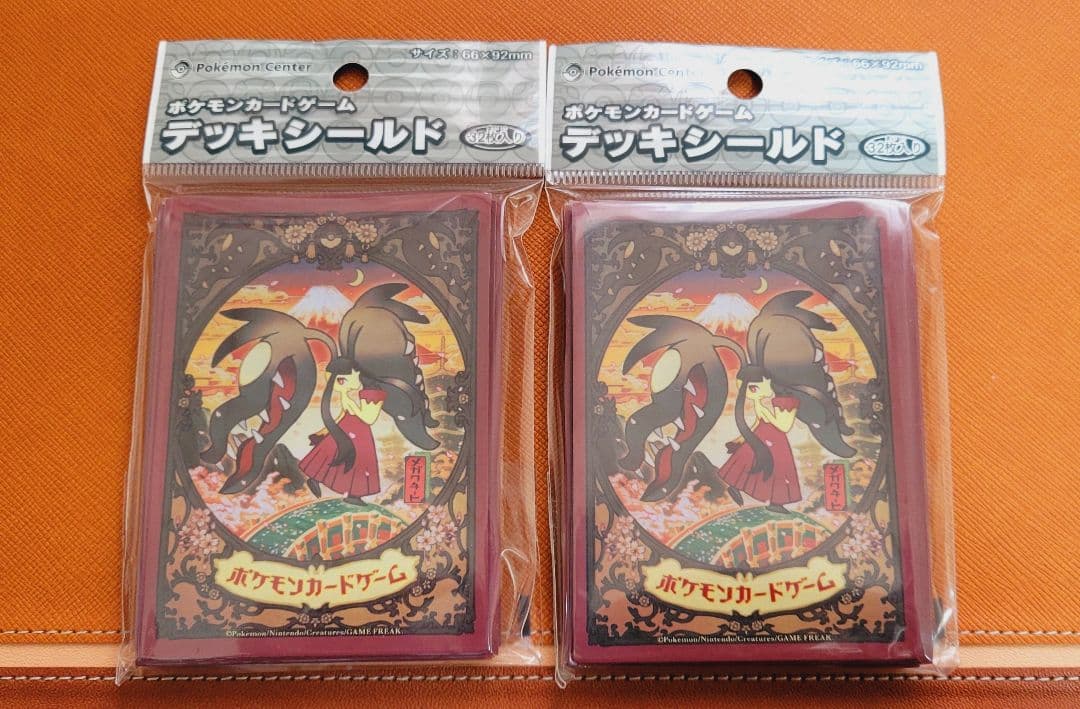 Pokémon Center
サイズ：66×92mm
ポケモンカードゲーム
デッキシールド
32枚入り
メガクチート
ポケモンカードゲーム
©Pokémon/Nintendo/Creatures/GAME FREAK.
Pokémon Center
66×92mm
ポケモンカードゲーム
デッキシールド
32枚入り
メガクチート
ポケモンカードゲーム
©Pokémon/Nintendo/Creatures/GAME FREAK.